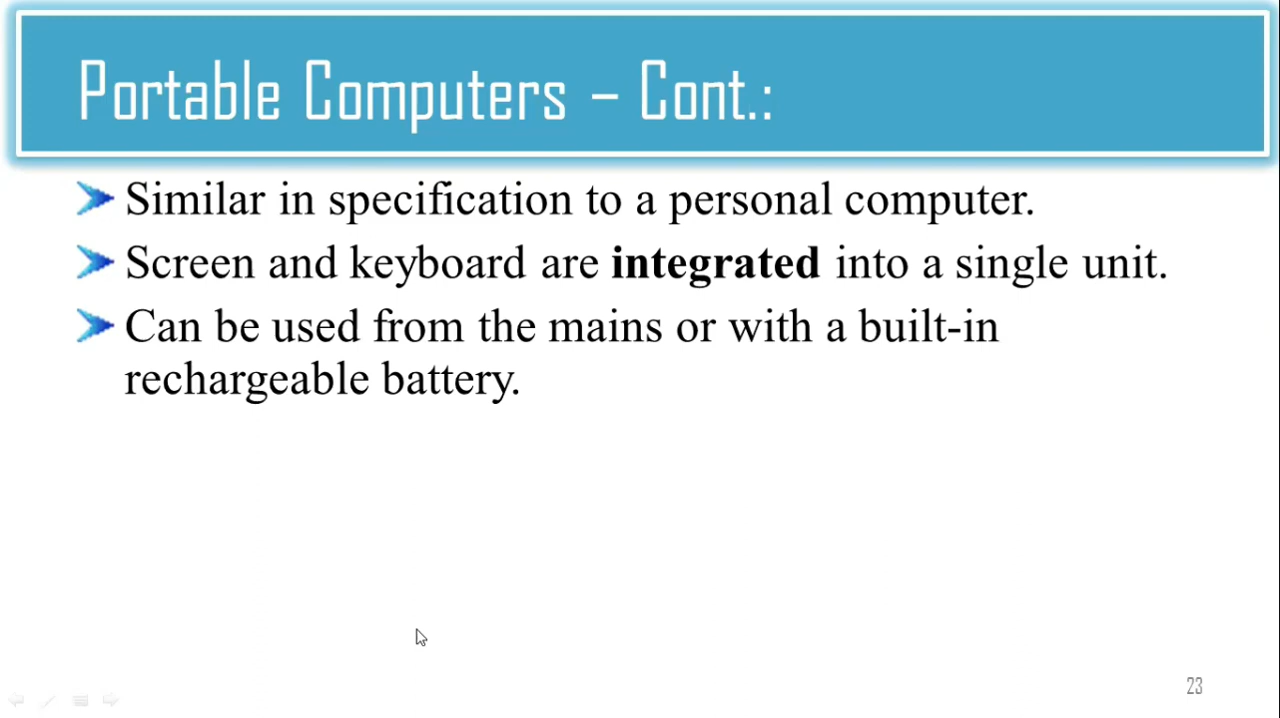 Portable Computers – Cont.:
Similar in specification to a personal computer.
Screen and keyboard are integrated into a single unit.
Can be used from the mains or with a built-in
rechargeable battery.
23